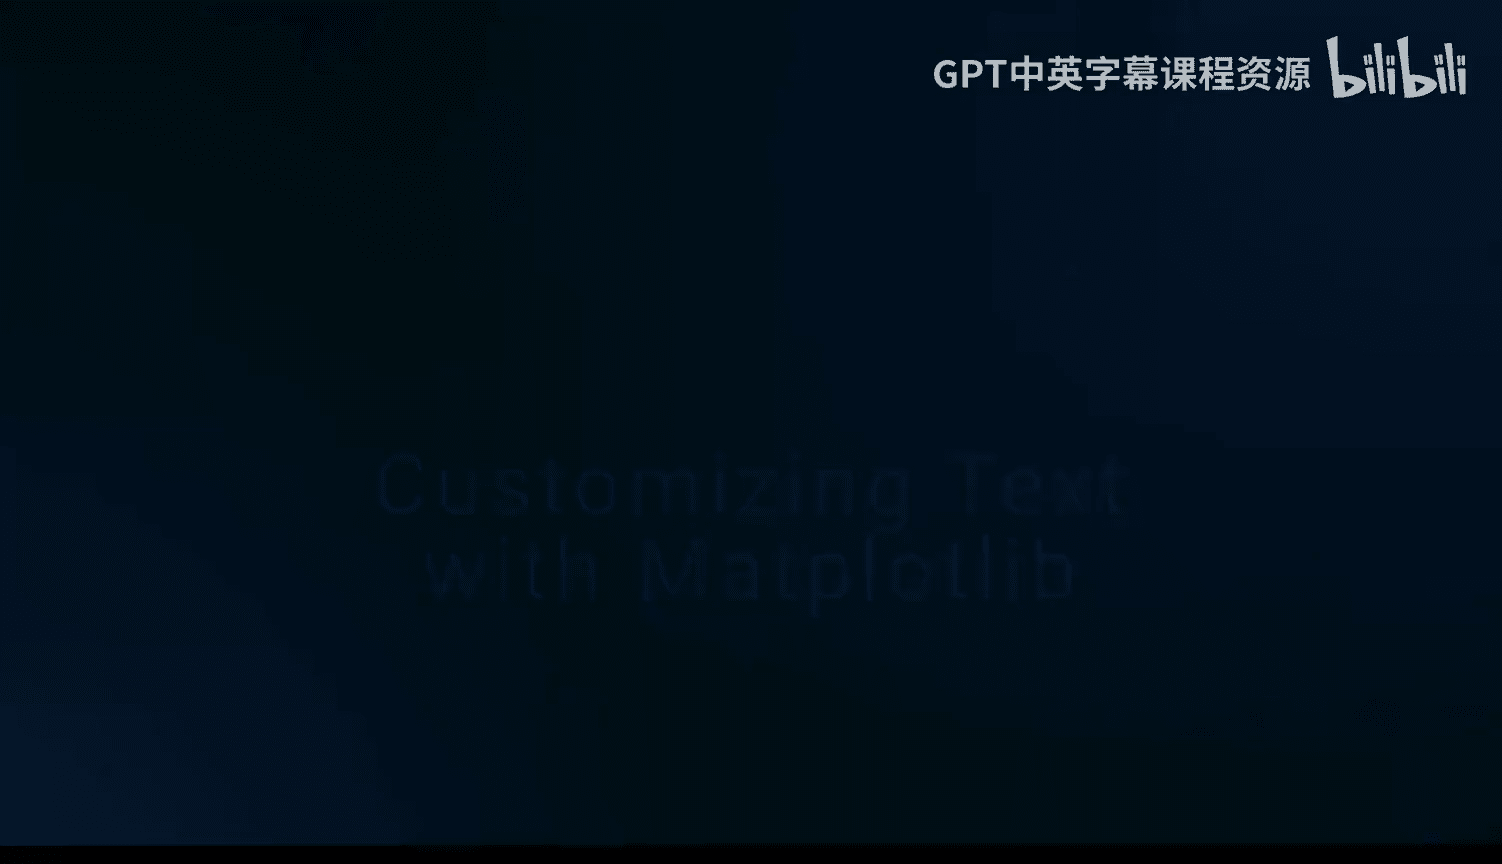 GPT中英字幕课程资源 bilibili
Customizing Text
with Matplotlib